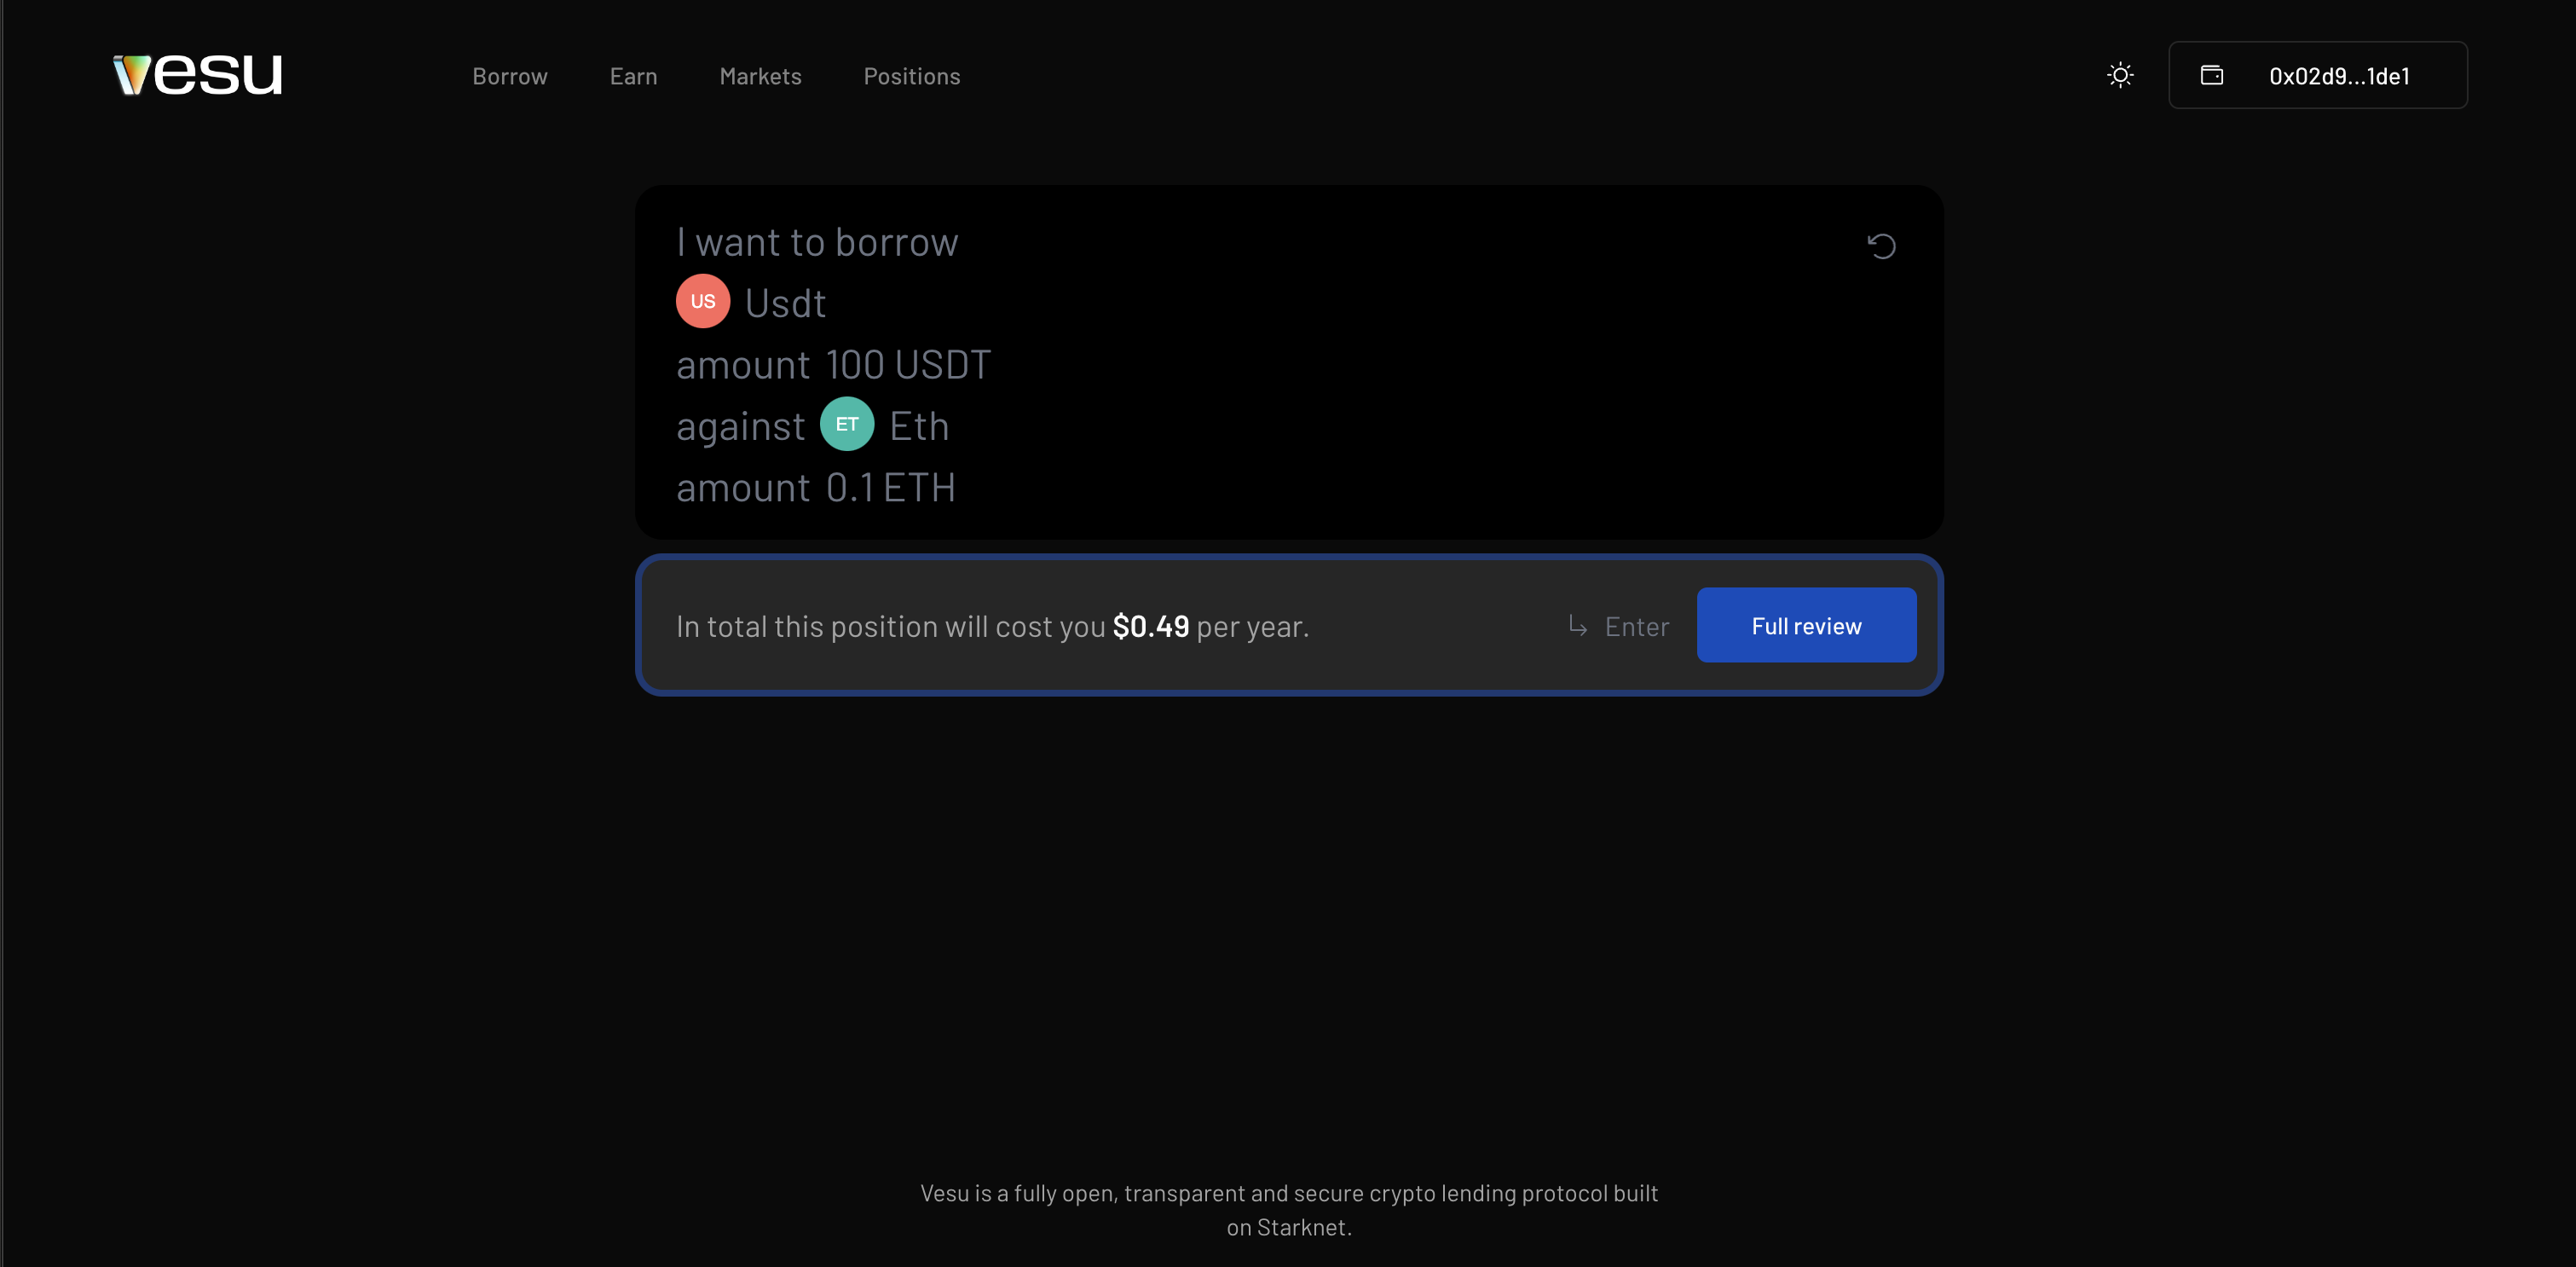 vesu
Borrow Earn Markets Positions
0x02d9...1de1
I want to borrow
US Usdt
amount 100 USDT
against ET Eth
amount 0.1 ETH
In total this position will cost you $0.49 per year.
Enter
Full review
Vesu is a fully open, transparent and secure crypto lending protocol built
on Starknet.